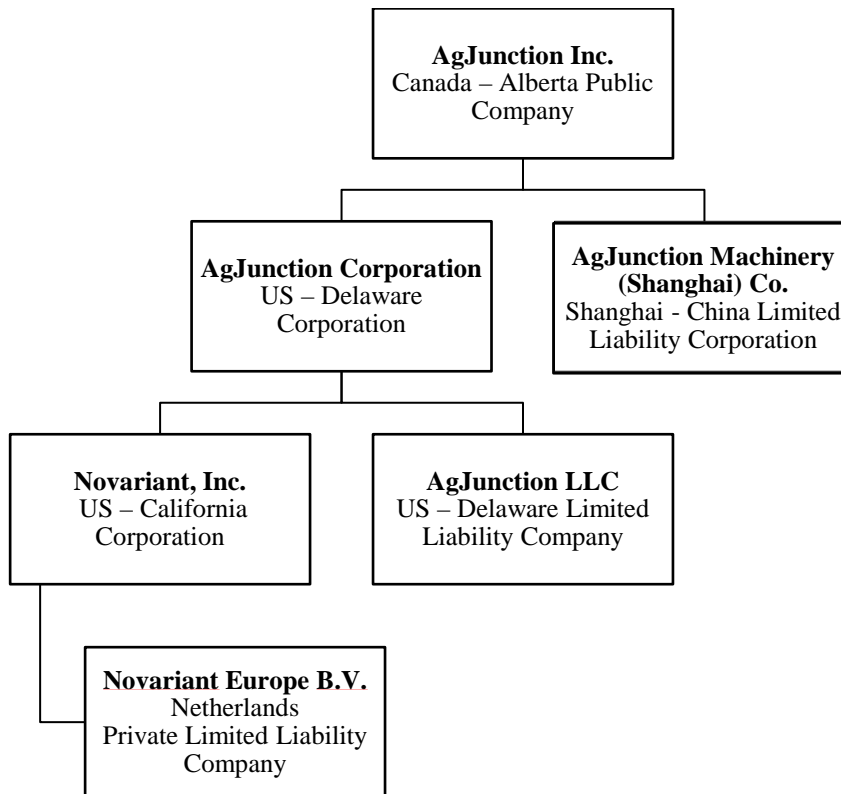 AgJunction Inc.
Canada – Alberta Public
Company
AgJunction Corporation
US – Delaware
Corporation
AgJunction Machinery
(Shanghai) Co.
Shanghai - China Limited
Liability Corporation
Novariant, Inc.
US – California
Corporation
AgJunction LLC
US – Delaware Limited
Liability Company
Novariant Europe B.V.
Netherlands
Private Limited Liability
Company